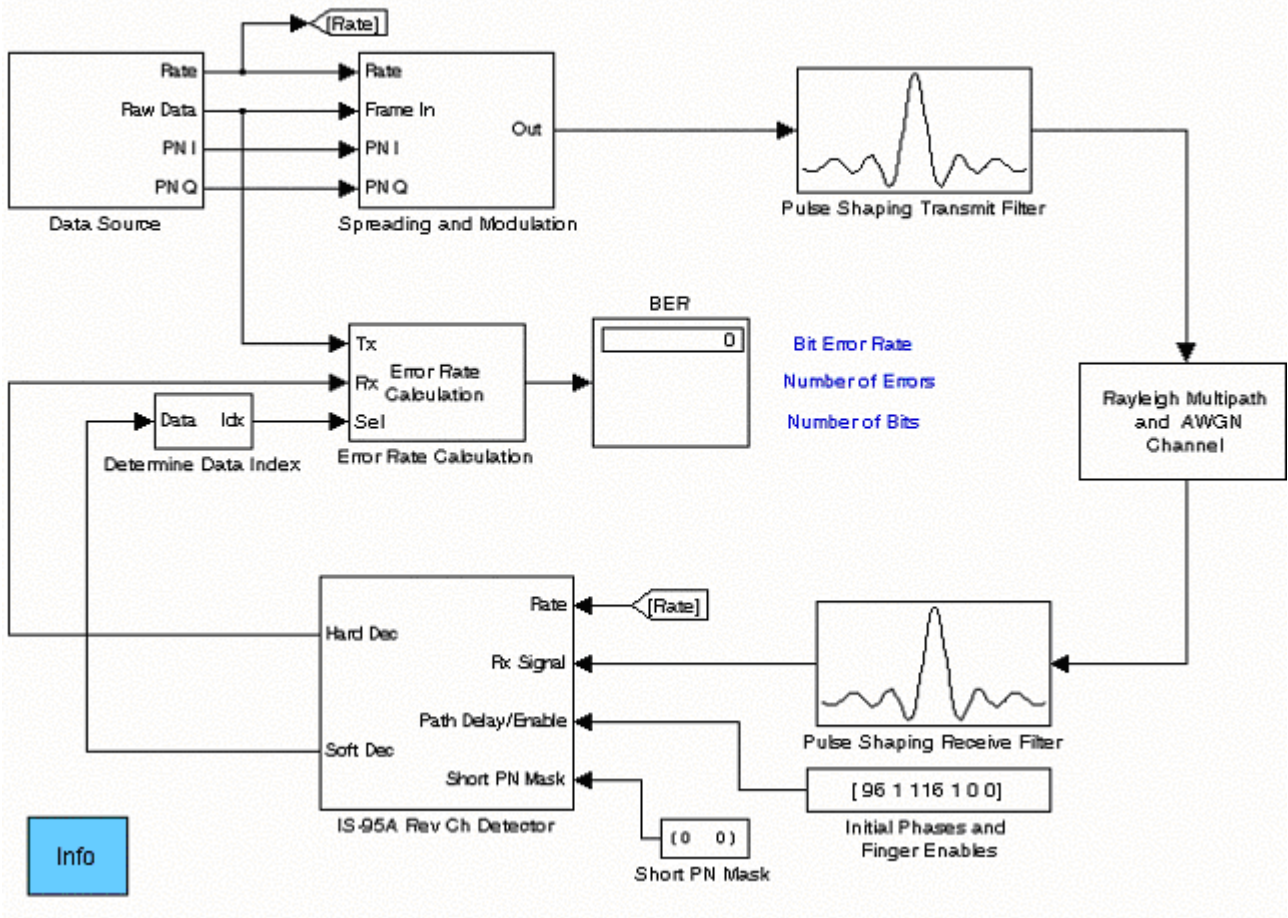 [Rate]
Rate
Raw Data
PN I
PN Q
Data Source
Rate
Frame In
PN I
PN Q
Out
Spreading and Modulation
Pulse Shaping Transmit Filter
Tx
Rx
Sel
Error Rate
Calculation
Error Rate Calculation
BER
0
Bit Error Rate
Number of Errors
Number of Bits
Data Idx
Determine Data Index
Rayleigh Multipath
and AWGN
Channel
Hard Dec
Soft Dec
Rate
Rx Signal
Path Delay/Enable
Short PN Mask
IS-95A Rev Ch Detector
[Rate]
Pulse Shaping Receive Filter
[ 96 1 116 1 0 0]
Initial Phases and
Finger Enables
(0 0)
Short PN Mask
Info